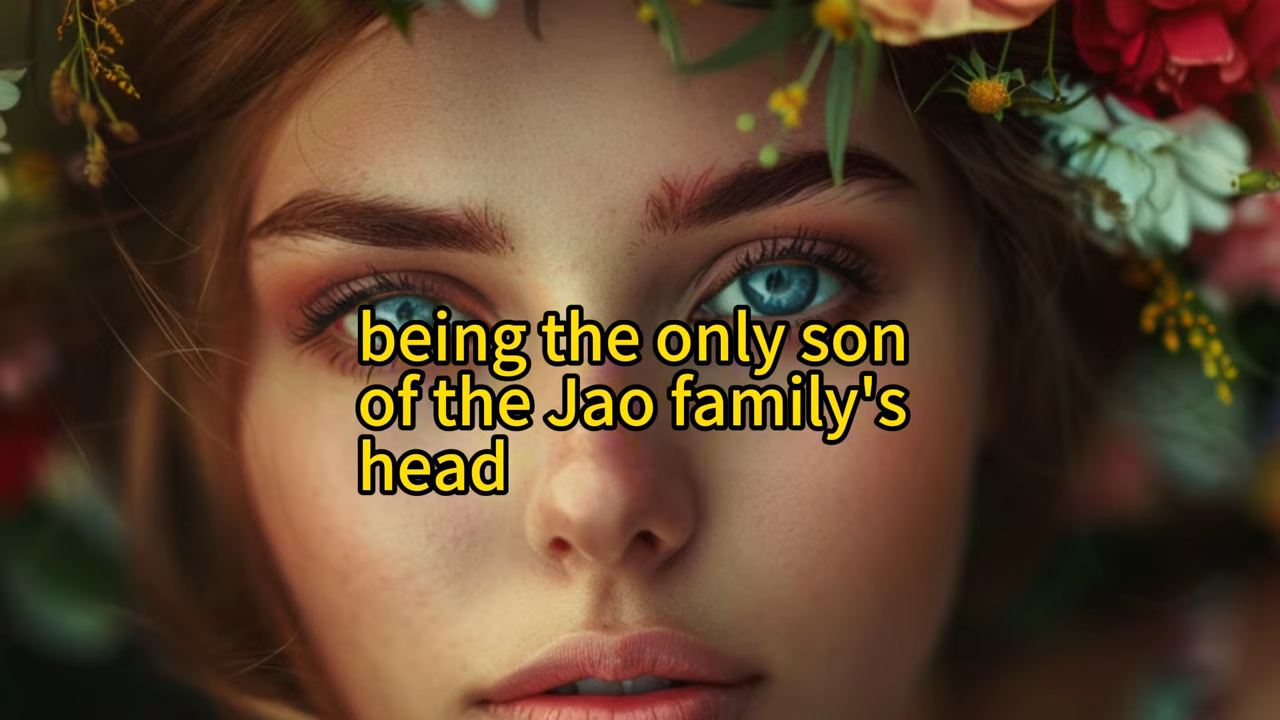 being the only son
of the Jao family's
head